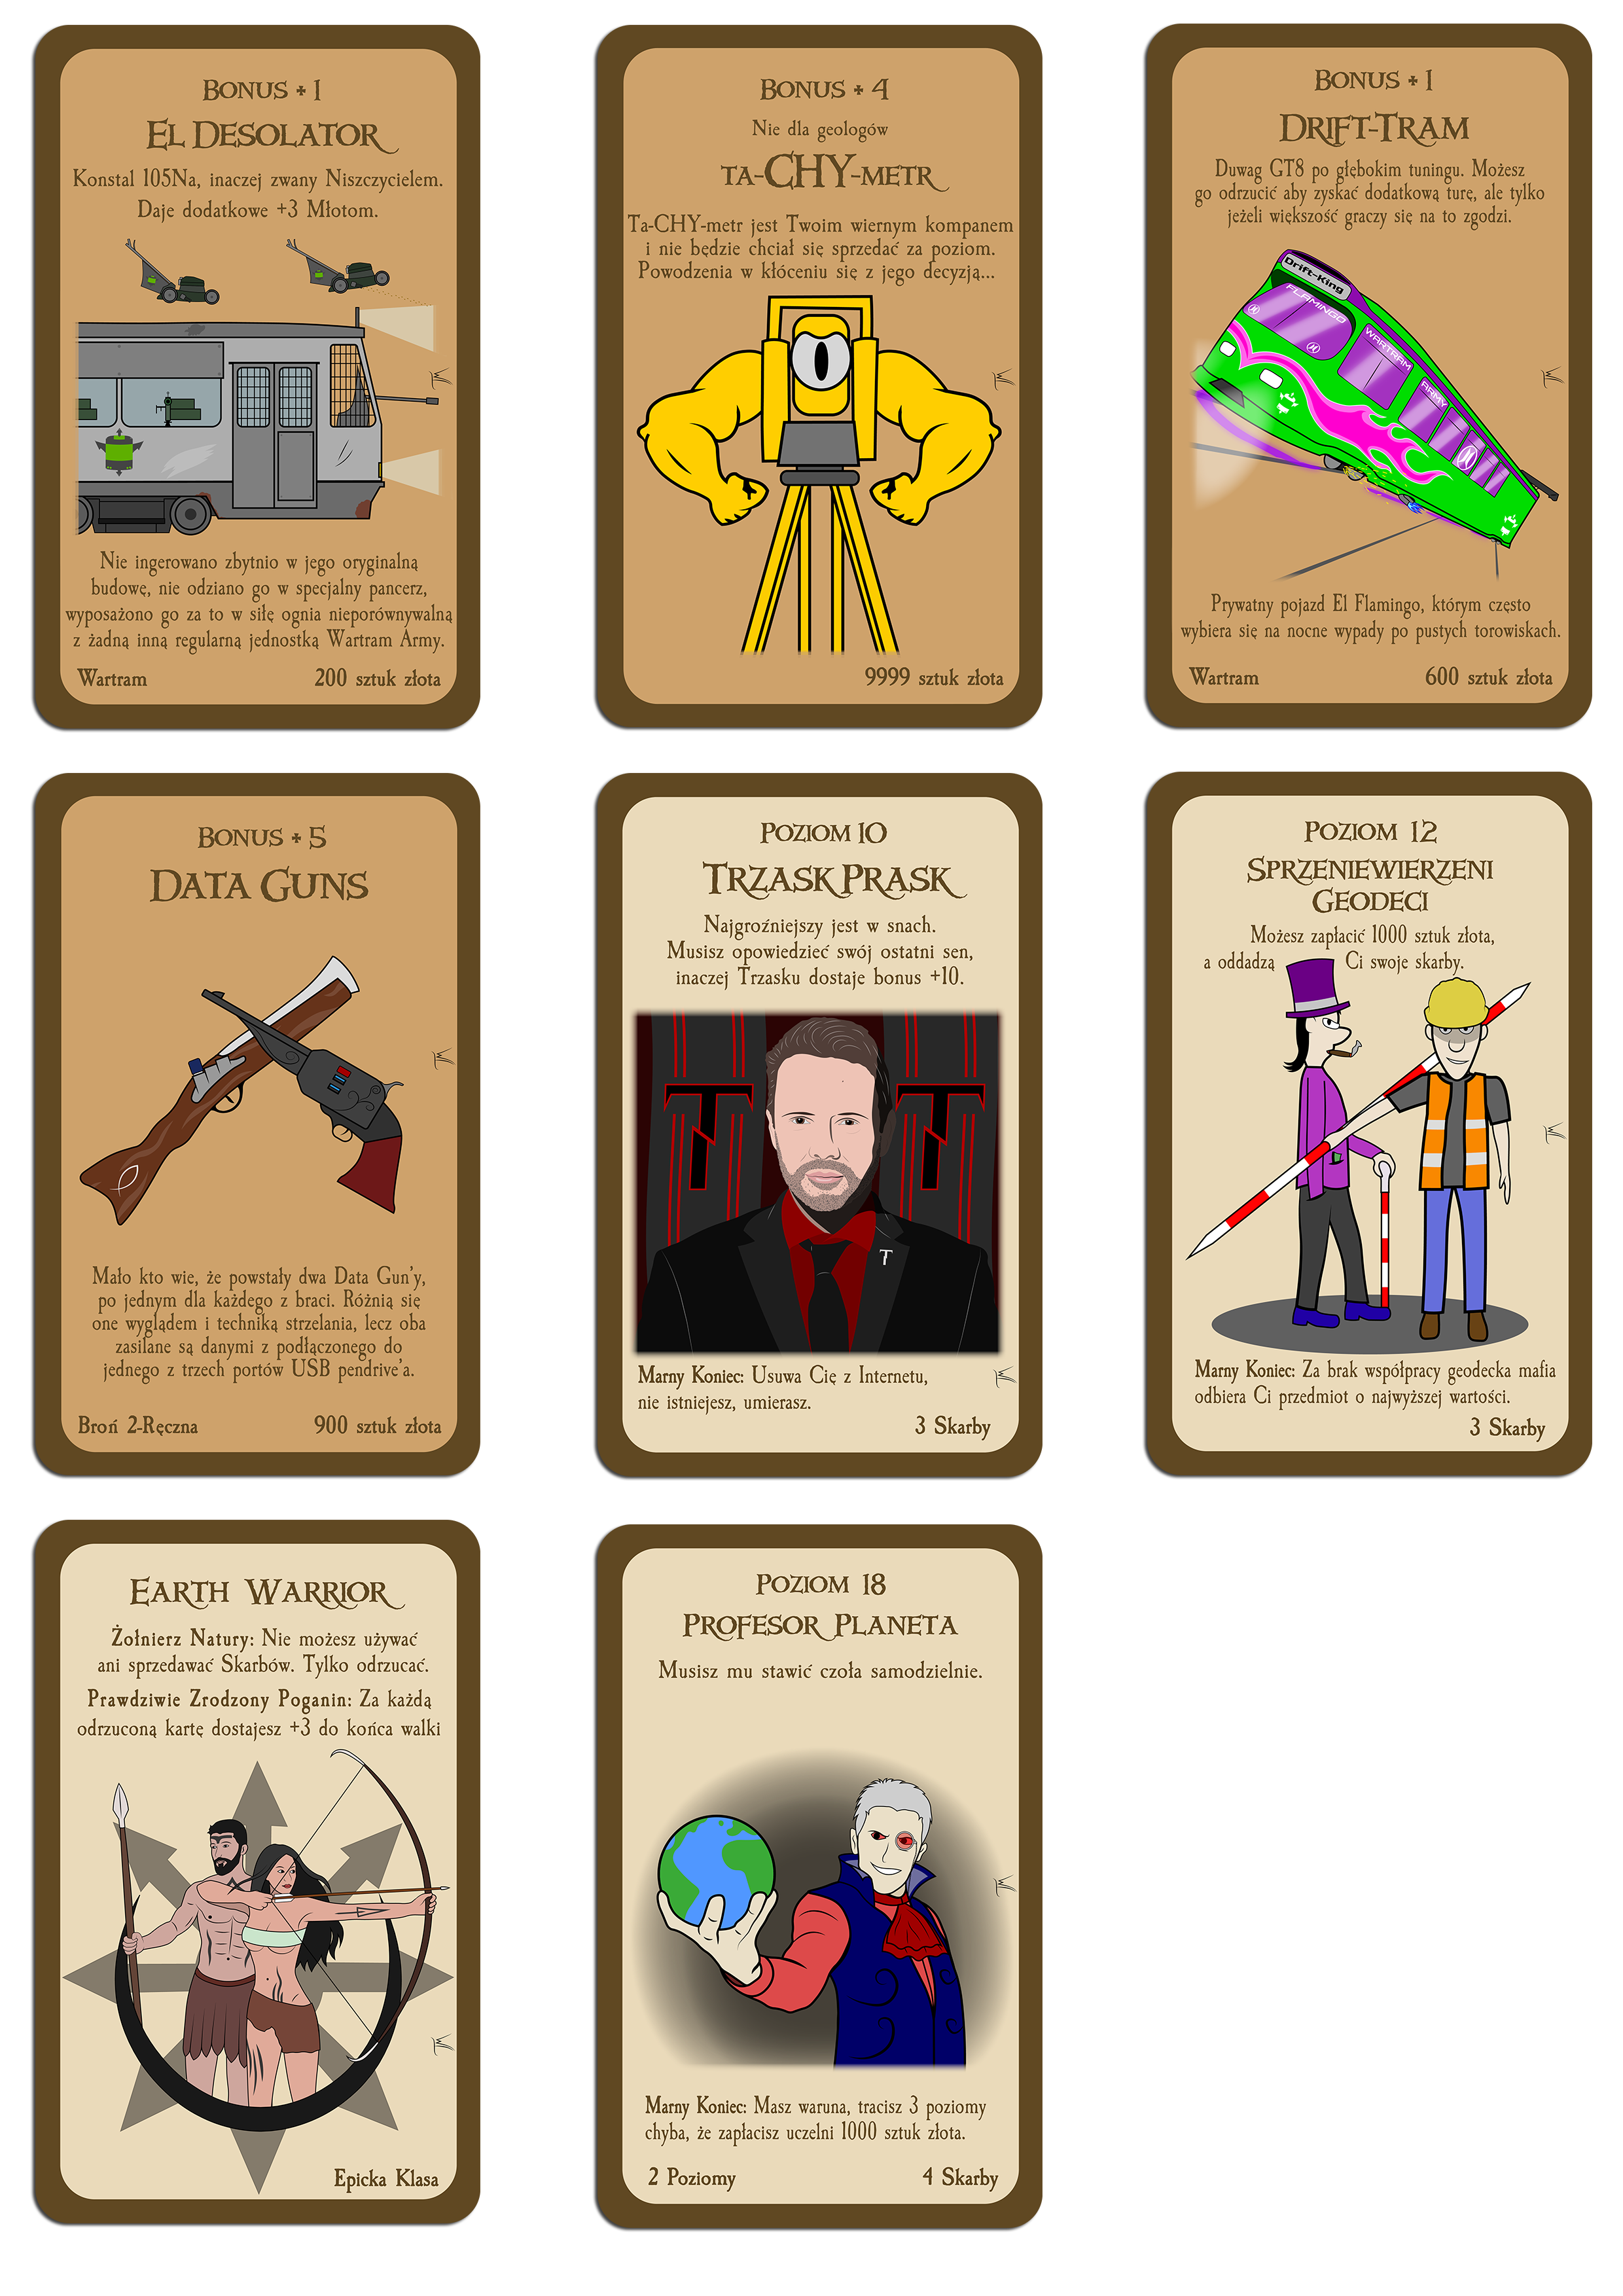 Bonus + 1
El Desolator
Konstal 105Na, inaczej zwany Niszczycielem.
Daje dodatkowe +3 Młotom.
Nie ingerowano zbytnio w jego oryginalną
budowę, nie odziano go w specjalny pancerz,
wyposażono go za to w siłę ognia nieporównywalną
z żadną inną regularną jednostką Wartram Army.
Wartram
200 sztuk złota
Bonus + 4
Nie dla geologów
ta-CHY-metr
Ta-CHY-metr jest Twoim wiernym kompanem
i nie będzie chciał się sprzedać za poziom.
Powodzenia w kłóceniu się z jego decyzją...
9999 sztuk złota
Bonus + 1
Drift-Tram
Duwag GT8 po głębokim tuningu. Możesz
go odrzucić aby zyskać dodatkową turę, ale tylko
jeżeli większość graczy się na to zgodzi.
Drift-King
FLAMINGO
WARTRAM
ARMY
Prywatny pojazd El Flamingo, którym często
wybiera się na nocne wypady po pustych torowiskach.
Wartram
600 sztuk złota
Bonus + 5
Data Guns
Mało kto wie, że powstały dwa Data Gun'y,
po jednym dla każdego z braci. Różnią się
one wyglądem i techniką strzelania, lecz oba
zasilane są danymi z podłączonego do
jednego z trzech portów USB pendrive'a.
Broń 2-Ręczna
900 sztuk złota
Poziom 10
Trzask Prask
Najgroźniejszy jest w snach.
Musisz opowiedzieć swój ostatni sen,
inaczej Trzasku dostaje bonus +10.
Marny Koniec: Usuwa Cię z Internetu,
nie istniejesz, umierasz.
3 Skarby
Poziom 12
Sprzeniewierzeni
Geodeci
Możesz zapłacić 1000 sztuk złota,
a oddadzą Ci swoje skarby.
Marny Koniec: Za brak współpracy geodecka mafia
odbiera Ci przedmiot o najwyższej wartości.
3 Skarby
Earth Warrior
Żołnierz Natury: Nie możesz używać
ani sprzedawać Skarbów. Tylko odrzucać.
Prawdziwie Zrodzony Poganin: Za każdą
odrzuconą kartę dostajesz +3 do końca walki
Epicka Klasa
Poziom 18
Profesor Planeta
Musisz mu stawić czoła samodzielnie.
Marny Koniec: Masz waruna, tracisz 3 poziomy
chyba, że zapłacisz uczelni 1000 sztuk złota.
2 Poziomy
4 Skarby